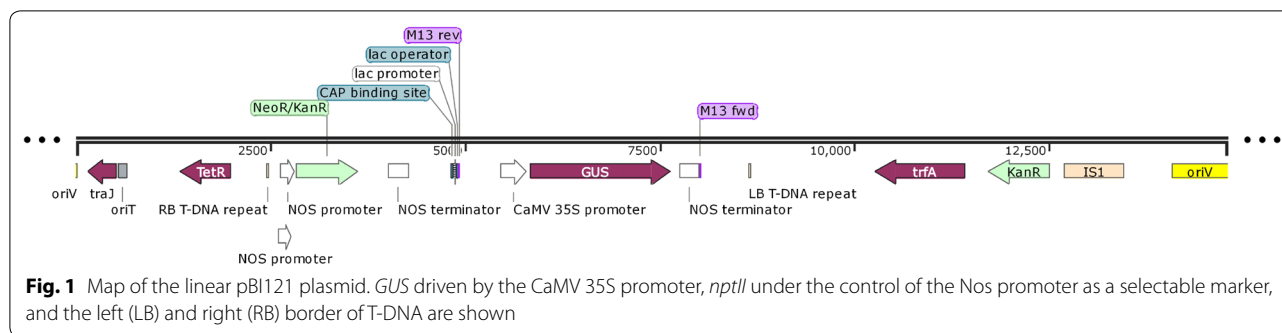 M13 rev
lac operator
lac promoter
CAP binding site
NeoR/KanR
M13 fwd
2500 5000 7500 10,000 12,500
TetR GUS trfA KanR IS1 oriV
oriV traJ oriT RB T-DNA repeat NOS promoter NOS terminator CaMV 35S promoter NOS terminator LB T-DNA repeat
NOS promoter
Fig. 1 Map of the linear pBI121 plasmid. GUS driven by the CaMV 35S promoter, nptII under the control of the Nos promoter as a selectable marker,
and the left (LB) and right (RB) border of T-DNA are shown